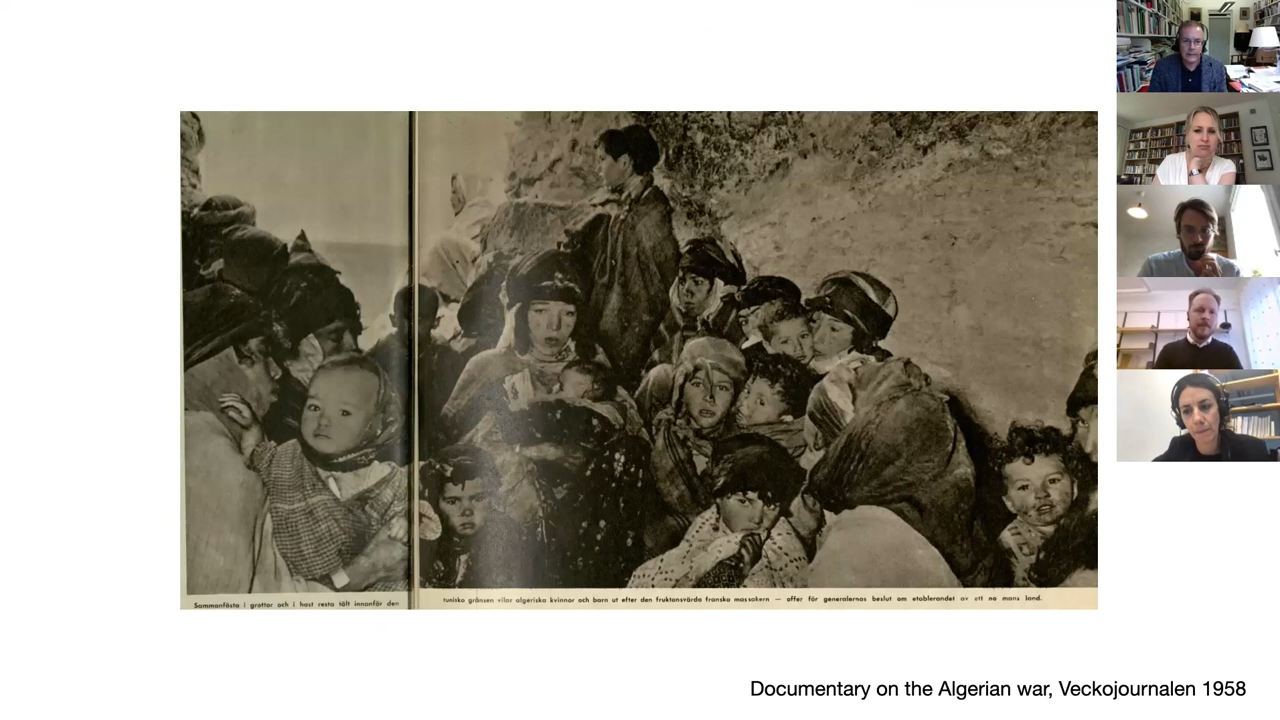 Sammanfösta i grottor och i hast resta tält innanför den
tuniska gränsen vilar algeriska kvinnor och barn ut efter den fruktansvärda franska massakern — offer för generalernas beslut om etablerandet av ett no mans land.
Documentary on the Algerian war, Veckojournalen 1958